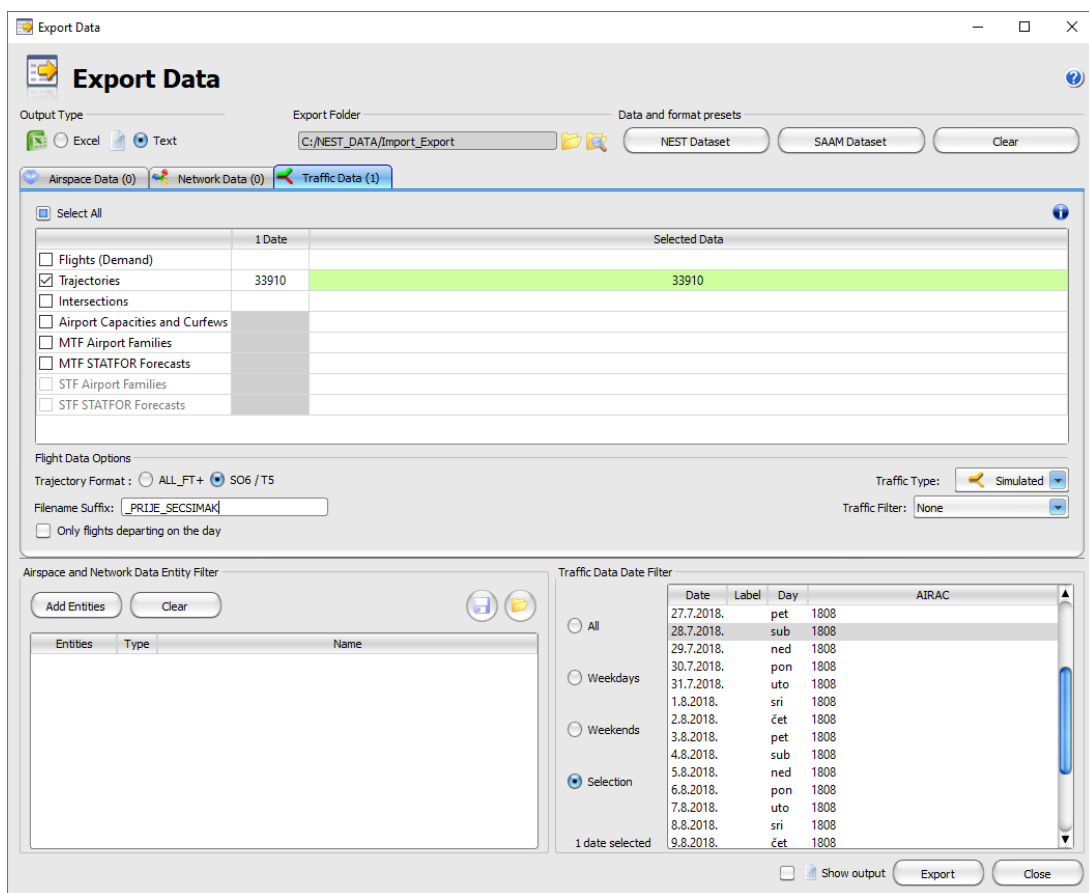 Export Data
Export Data
Output Type
Export Folder
Data and format presets
Excel
Text
C:/NEST_DATA/Import_Export
NEST Dataset
SAAM Dataset
Clear
Airspace Data (0)
Network Data (0)
Traffic Data (1)
Select All
1 Date
Selected Data
Flights (Demand)
Trajectories 33910 33910
Intersections
Airport Capacities and Curfews
MTF Airport Families
MTF STATFOR Forecasts
STF Airport Families
STF STATFOR Forecasts
Flight Data Options
Trajectory Format : ALL_FT+ SO6 / T5
Traffic Type: Simulated
Filename Suffix: _PRIJE_SECSIMAK
Traffic Filter: None
Only flights departing on the day
Airspace and Network Data Entity Filter
Add Entities
Clear
Entities Type Name
Traffic Data Date Filter
All
Weekdays
Weekends
Selection
1 date selected
Date Label Day AIRAC
27.7.2018. pet 1808
28.7.2018. sub 1808
29.7.2018. ned 1808
30.7.2018. pon 1808
31.7.2018. uto 1808
1.8.2018. sri 1808
2.8.2018. čet 1808
3.8.2018. pet 1808
4.8.2018. sub 1808
5.8.2018. ned 1808
6.8.2018. pon 1808
7.8.2018. uto 1808
8.8.2018. sri 1808
9.8.2018. čet 1808
Show output
Export
Close